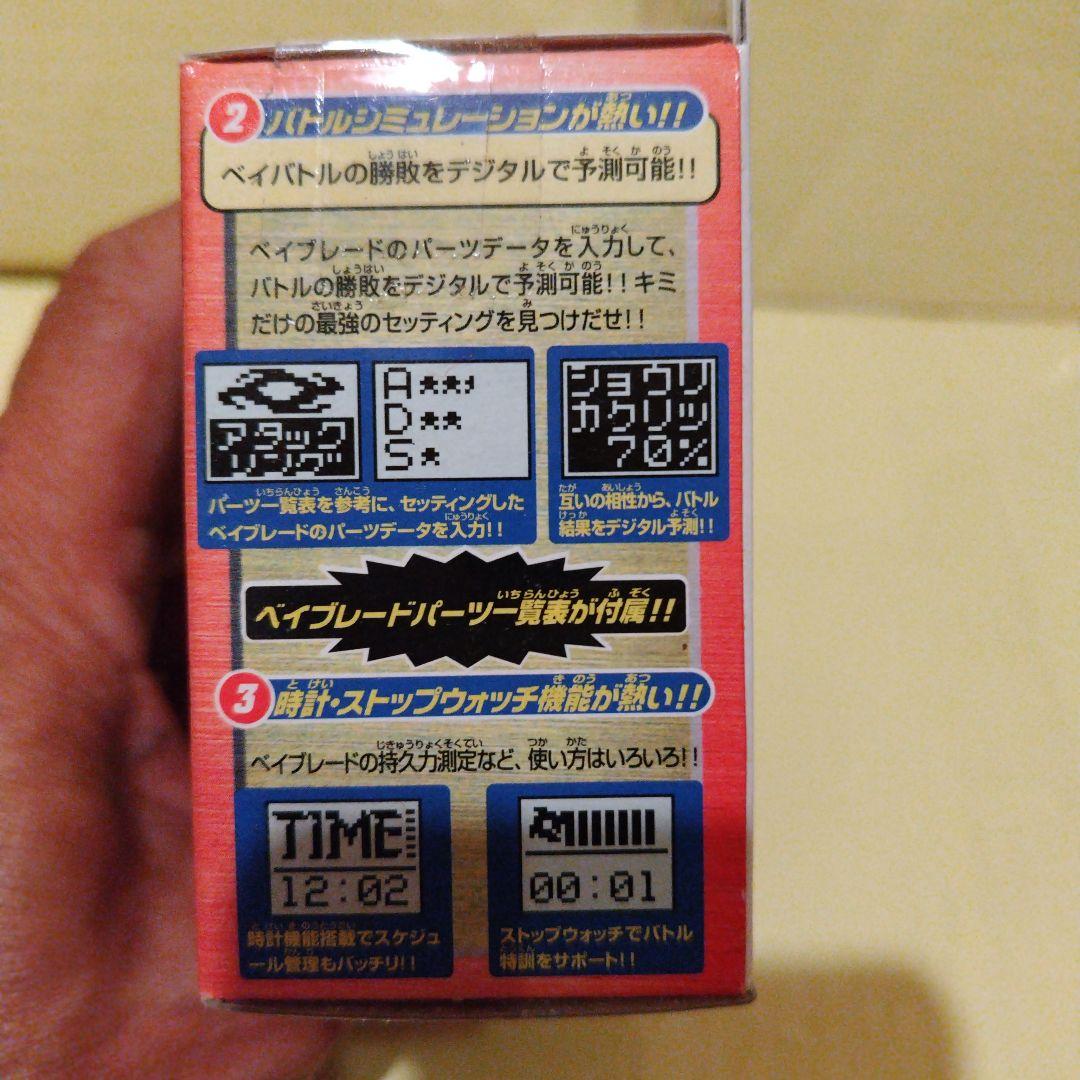 2 バトルシミュレーションが熱い!!
ベイバトルの勝敗をデジタルで予測可能!!
ベイブレードのパーツデータを入力して、
バトルの勝敗をデジタルで予測可能!! キミ
だけの最強のセッティングを見つけだせ!!
アタック
リング
A★★
D★★
S★
ショウリ
カクリツ
70%
パーツ一覧表を参考に、セッティングした
ベイブレードのパーツデータを入力!!
互いの相性から、バトル
結果をデジタル予測!!
ベイブレードパーツ一覧表が付属!!
3 時計・ストップウォッチ機能が熱い!!
ベイブレードの持久力測定など、使い方はいろいろ!!
TIME
12:02
00:01
時計機能搭載でスケジュ
ール管理もバッチリ!!
ストップウォッチでバトル
特訓をサポート!!